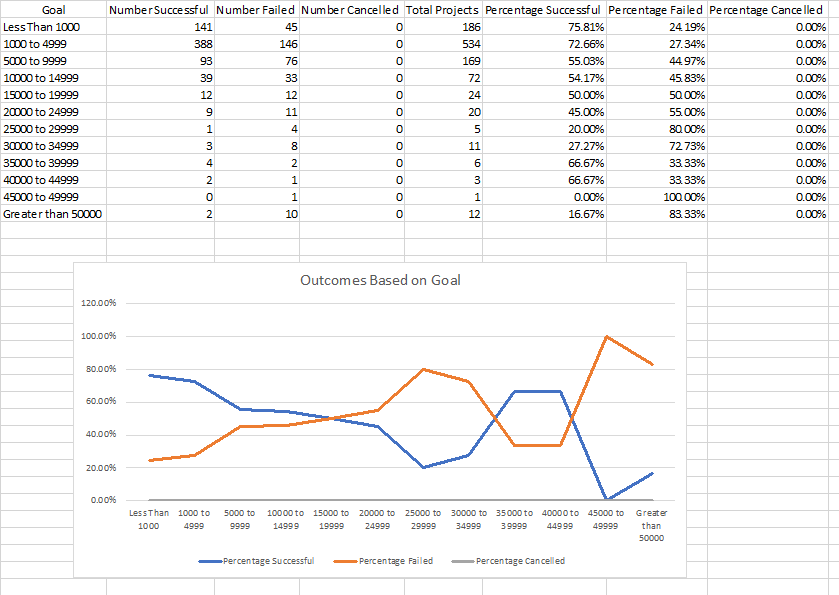 Goal Number Successful Number Failed Number Cancelled Total Projects Percentage Successful Percentage Failed Percentage Cancelled
Less Than 1000 141 45 0 186 75.81% 24.19% 0.00%
1000 to 4999 388 146 0 534 72.66% 27.34% 0.00%
5000 to 9999 93 76 0 169 55.03% 44.97% 0.00%
10000 to 14999 39 33 0 72 54.17% 45.83% 0.00%
15000 to 19999 12 12 0 24 50.00% 50.00% 0.00%
20000 to 24999 9 11 0 20 45.00% 55.00% 0.00%
25000 to 29999 1 4 0 5 20.00% 80.00% 0.00%
30000 to 34999 3 8 0 11 27.27% 72.73% 0.00%
35000 to 39999 4 2 0 6 66.67% 33.33% 0.00%
40000 to 44999 2 1 0 3 66.67% 33.33% 0.00%
45000 to 49999 0 1 0 1 0.00% 100.00% 0.00%
Greater than 50000 2 10 0 12 16.67% 83.33% 0.00%
Outcomes Based on Goal
120.00%
100.00%
80.00%
60.00%
40.00%
20.00%
0.00%
Less Than 1000 to 5000 to 10000 to 15000 to 20000 to 25000 to 30000 to 35000 to 40000 to 45000 to Greater
1000 4999 9999 14999 19999 24999 29999 34999 39999 44999 49999 than
50000
Percentage Successful Percentage Failed Percentage Cancelled